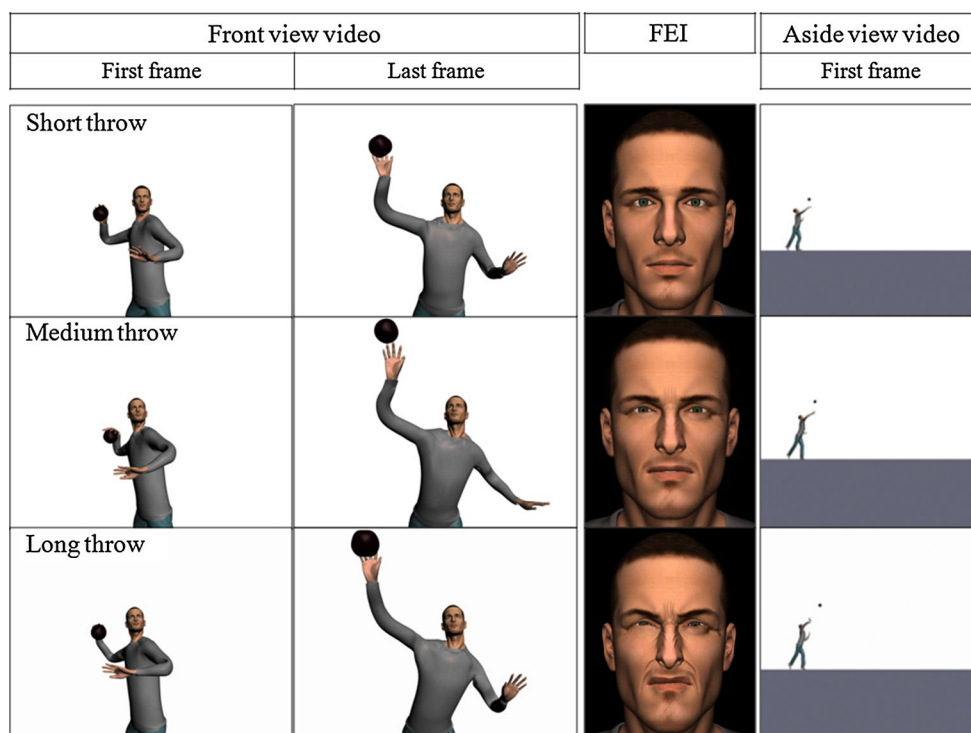 Front view video
FEI
Aside view video
First frame
Last frame
First frame
Short throw
Medium throw
Long throw